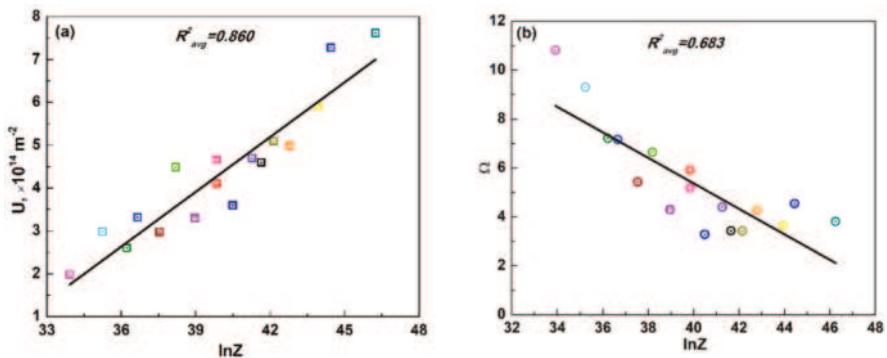 (a)
R²avg=0.860
8
7
6
5
4
3
2
1
U, ×10¹⁴ m⁻²
33 36 39 42 45 48
lnZ
(b)
R²avg=0.683
12
10
8
6
4
2
0
Ω
32 34 36 38 40 42 44 46 48
lnZ